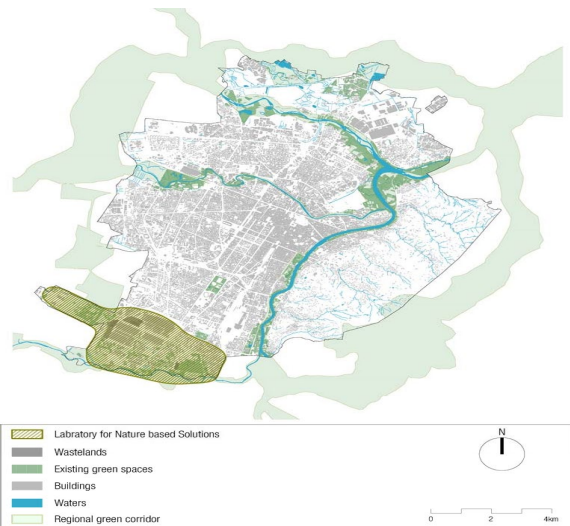 Labratory for Nature based Solutions
Wastelands
Existing green spaces
Buildings
Waters
Regional green corridor
N
0 2 4km